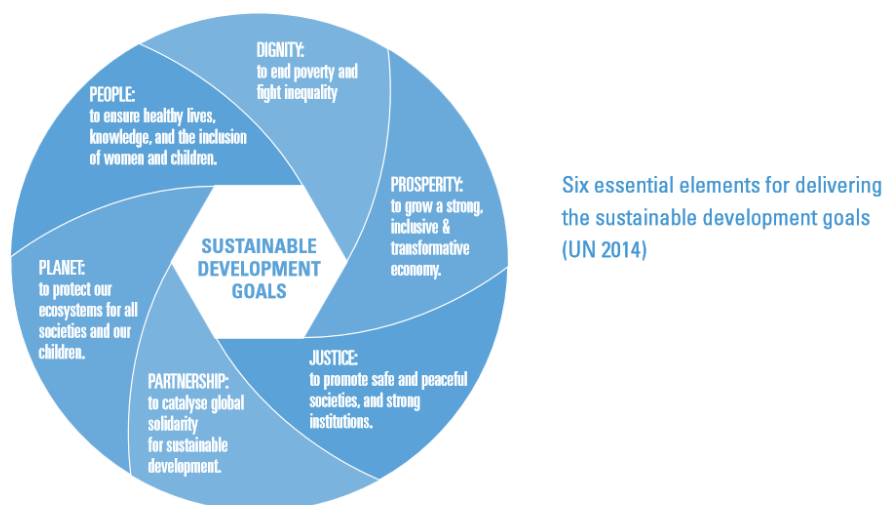 DIGNITY:
to end poverty and
fight inequality
PEOPLE:
to ensure healthy lives,
knowledge, and the inclusion
of women and children.
PROSPERITY:
to grow a strong,
inclusive &
transformative
economy.
SUSTAINABLE
DEVELOPMENT
GOALS
PLANET:
to protect our
ecosystems for all
societies and our
children.
JUSTICE:
to promote safe and peaceful
societies, and strong
institutions.
PARTNERSHIP:
to catalyse global
solidarity
for sustainable
development.
Six essential elements for delivering
the sustainable development goals
(UN 2014)